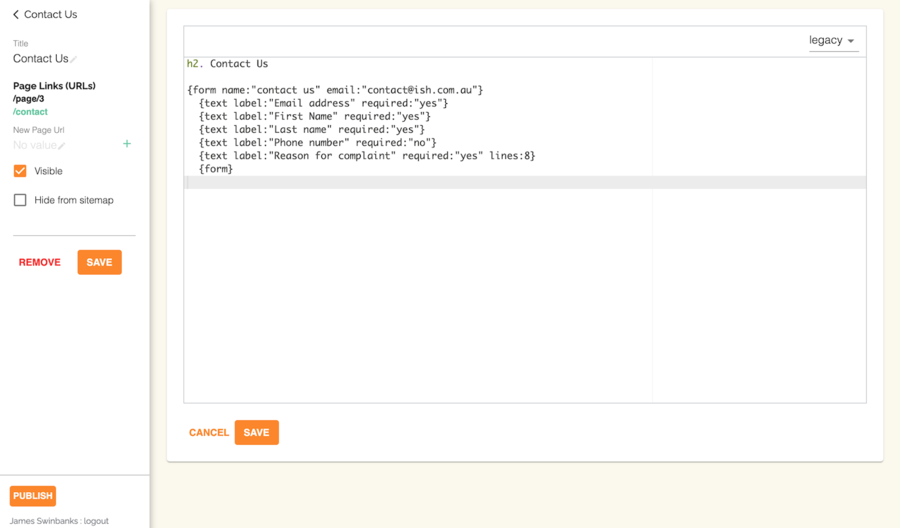 Contact Us
Title
Contact Us
Page Links (URLs)
/page/3
/contact
New Page Url
No value
+
Visible
Hide from sitemap
REMOVE
SAVE
PUBLISH
James Swinbanks : logout
legacy
h2. Contact Us
{form name:"contact us" email:"contact@ish.com.au"}
{text label:"Email address" required:"yes"}
{text label:"First Name" required:"yes"}
{text label:"Last name" required:"yes"}
{text label:"Phone number" required:"no"}
{text label:"Reason for complaint" required:"yes" lines:8}
{form}
CANCEL
SAVE